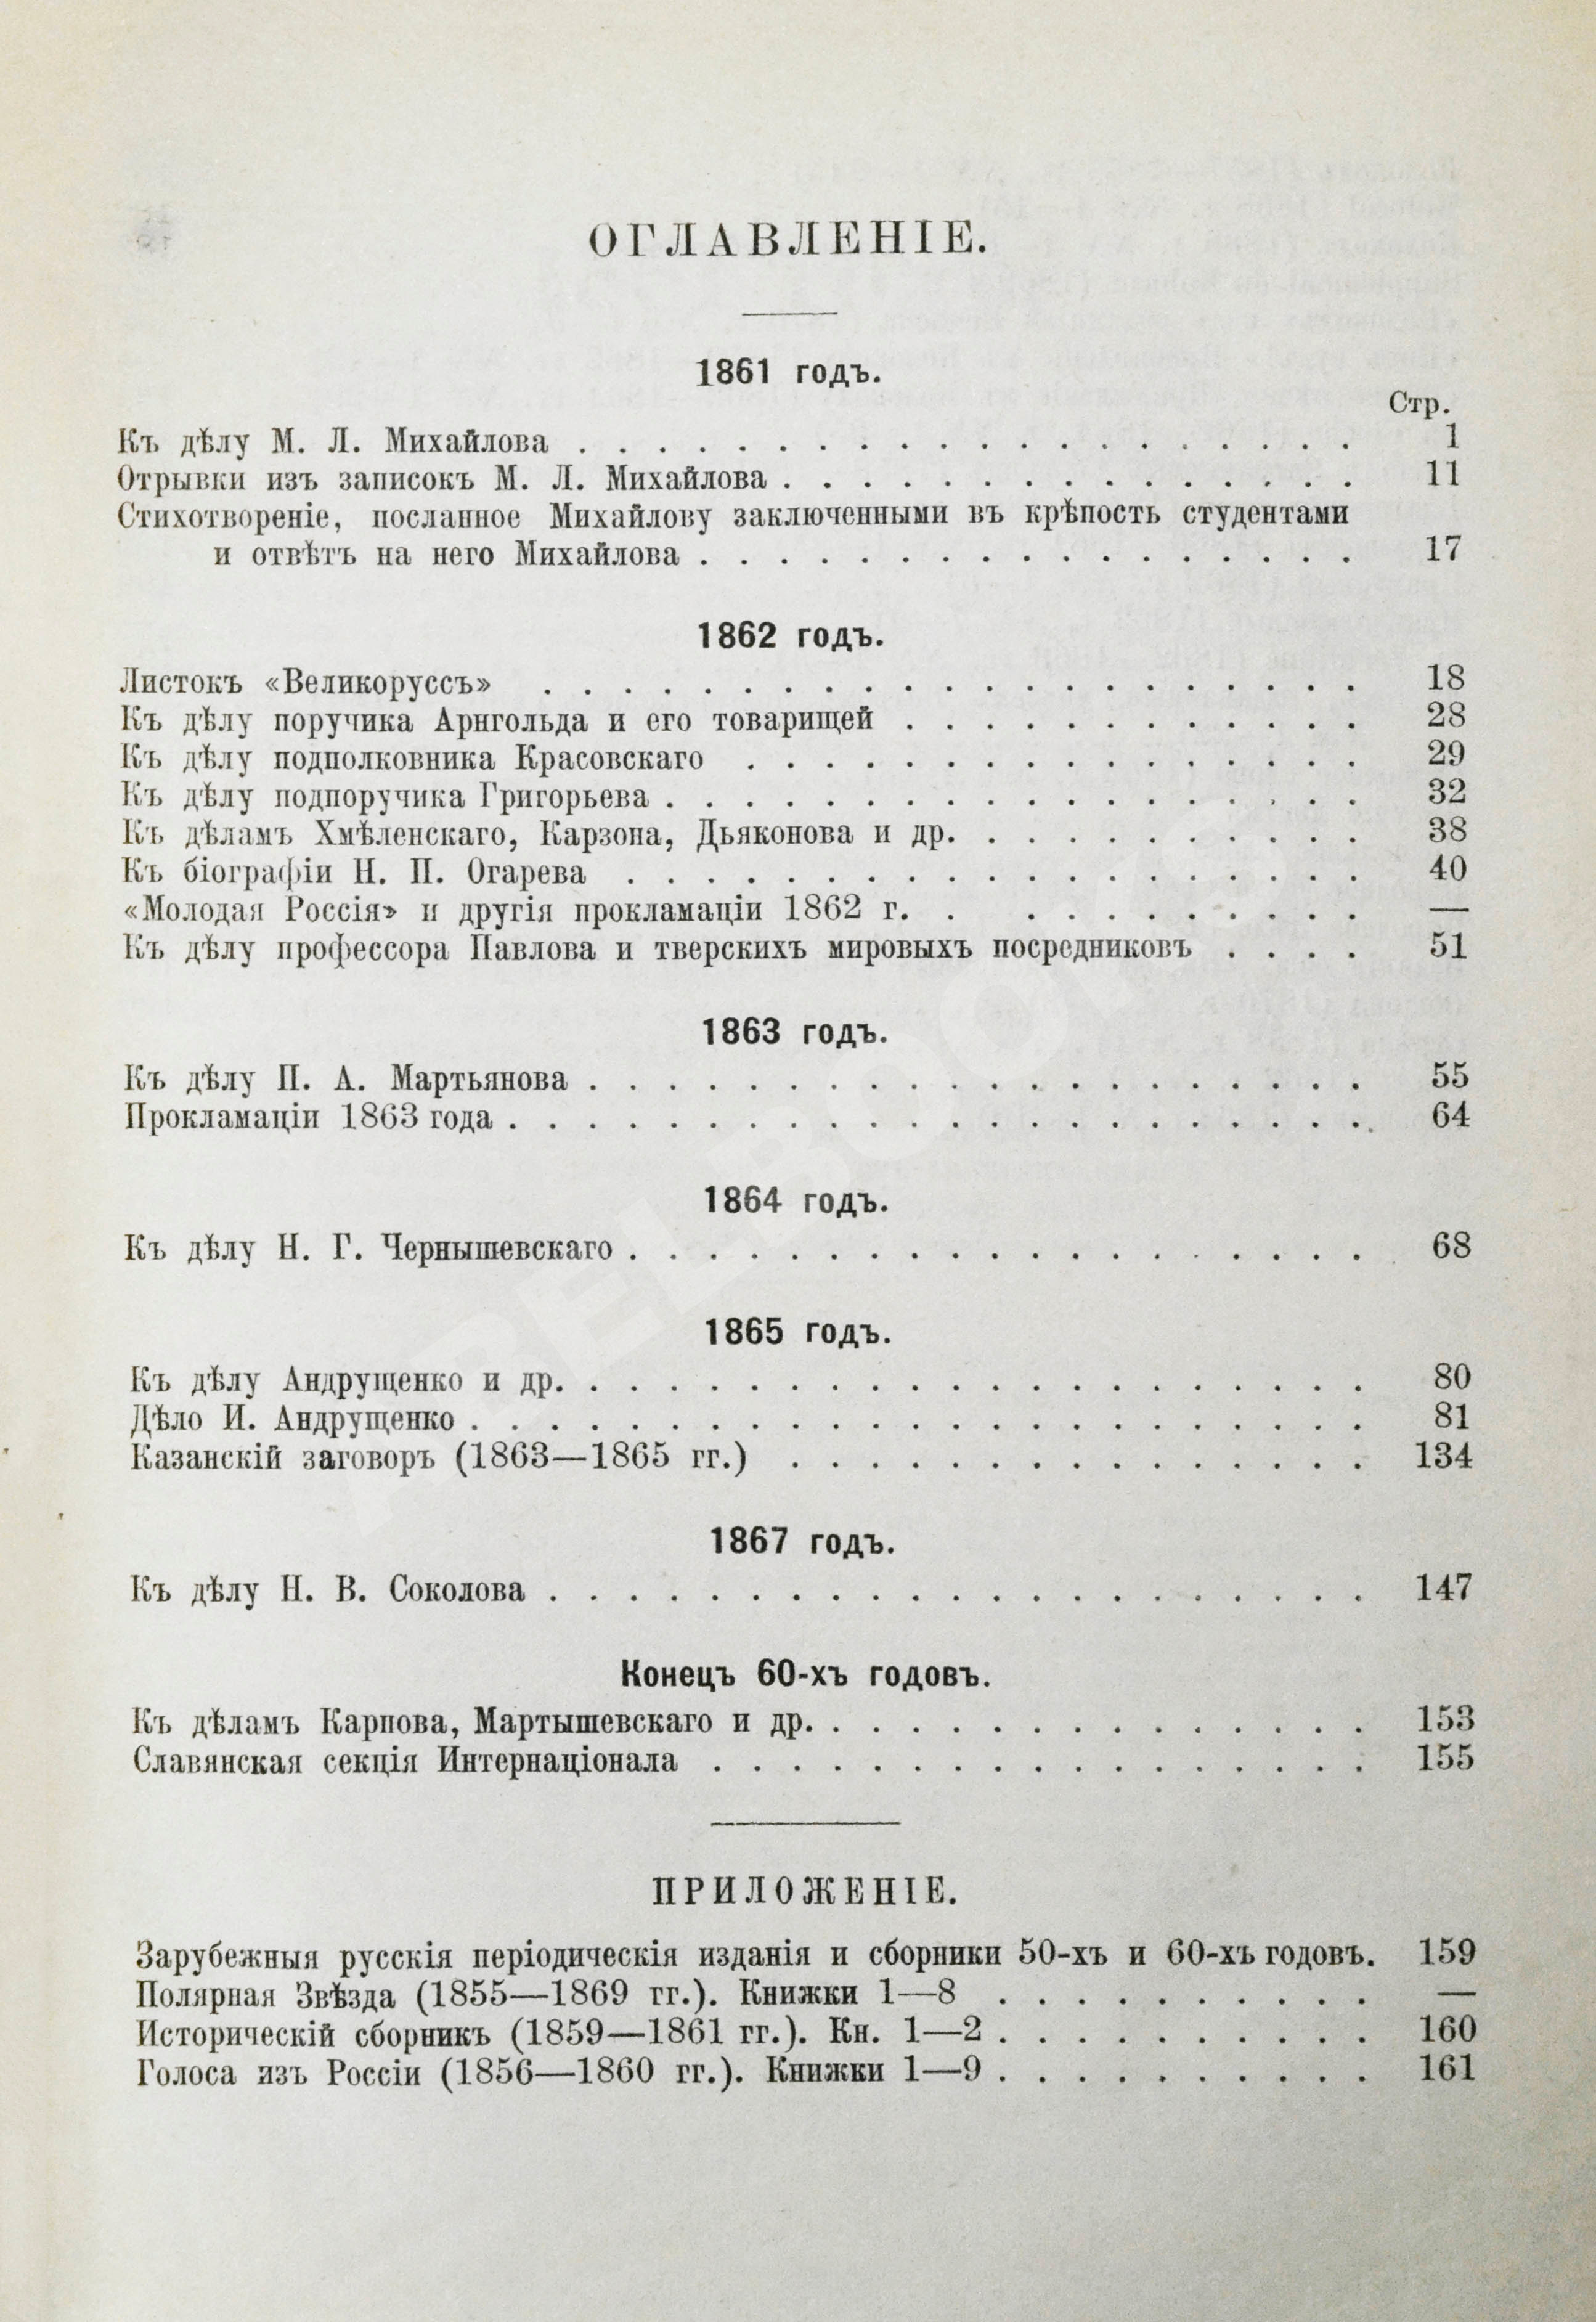 ОГЛАВЛЕНІЕ.
1861 годъ.
Стр.
Къ дѣлу М. Л. Михайлова . . . . . . . . . . . . . . . . . . . . 1
Отрывки изъ записокъ М. Л. Михайлова . . . . . . . . . . . . . . . 11
Стихотвореніе, посланное Михайлову заключенными въ крѣпость студентами
и отвѣтъ на него Михайлова . . . . . . . . . . . . . . . . . 17
1862 годъ.
Листокъ «Великоруссъ» . . . . . . . . . . . . . . . . . . . . . 18
Къ дѣлу поручика Арнгольда и его товарищей . . . . . . . . . . . . 28
Къ дѣлу подполковника Красовскаго . . . . . . . . . . . . . . . . 29
Къ дѣлу подпоручика Григорьева . . . . . . . . . . . . . . . . . . 32
Къ дѣламъ Хмѣленскаго, Карзона, Дьяконова и др. . . . . . . . . . . . 38
Къ біографіи Н. П. Огарева . . . . . . . . . . . . . . . . . . . 40
«Молодая Россія» и другія прокламаціи 1862 г. . . . . . . . . . . . —
Къ дѣлу профессора Павлова и тверскихъ мировыхъ посредниковъ . . . . 51
1863 годъ.
Къ дѣлу П. А. Мартьянова . . . . . . . . . . . . . . . . . . . . 55
Прокламаціи 1863 года . . . . . . . . . . . . . . . . . . . . . . 64
1864 годъ.
Къ дѣлу Н. Г. Чернышевскаго . . . . . . . . . . . . . . . . . . . 68
1865 годъ.
Къ дѣлу Андрущенко и др. . . . . . . . . . . . . . . . . . . . . . 80
Дѣло И. Андрущенко . . . . . . . . . . . . . . . . . . . . . . . 81
Казанскій заговоръ (1863—1865 гг.) . . . . . . . . . . . . . . . 134
1867 годъ.
Къ дѣлу Н. В. Соколова . . . . . . . . . . . . . . . . . . . . . 147
Конецъ 60-хъ годовъ.
Къ дѣламъ Карпова, Мартышевскаго и др. . . . . . . . . . . . . . . . 153
Славянская секція Интернаціонала . . . . . . . . . . . . . . . . . 155
ПРИЛОЖЕНІЕ.
Зарубежныя русскія періодическія изданія и сборники 50-хъ и 60-хъ годовъ. 159
Полярная Звѣзда (1855—1869 гг.). Книжки 1—8 . . . . . . . . . . —
Историческій сборникъ (1859—1861 гг.). Кн. 1—2 . . . . . . . . . . 160
Голоса изъ Россіи (1856—1860 гг.). Книжки 1—9 . . . . . . . . . . 161